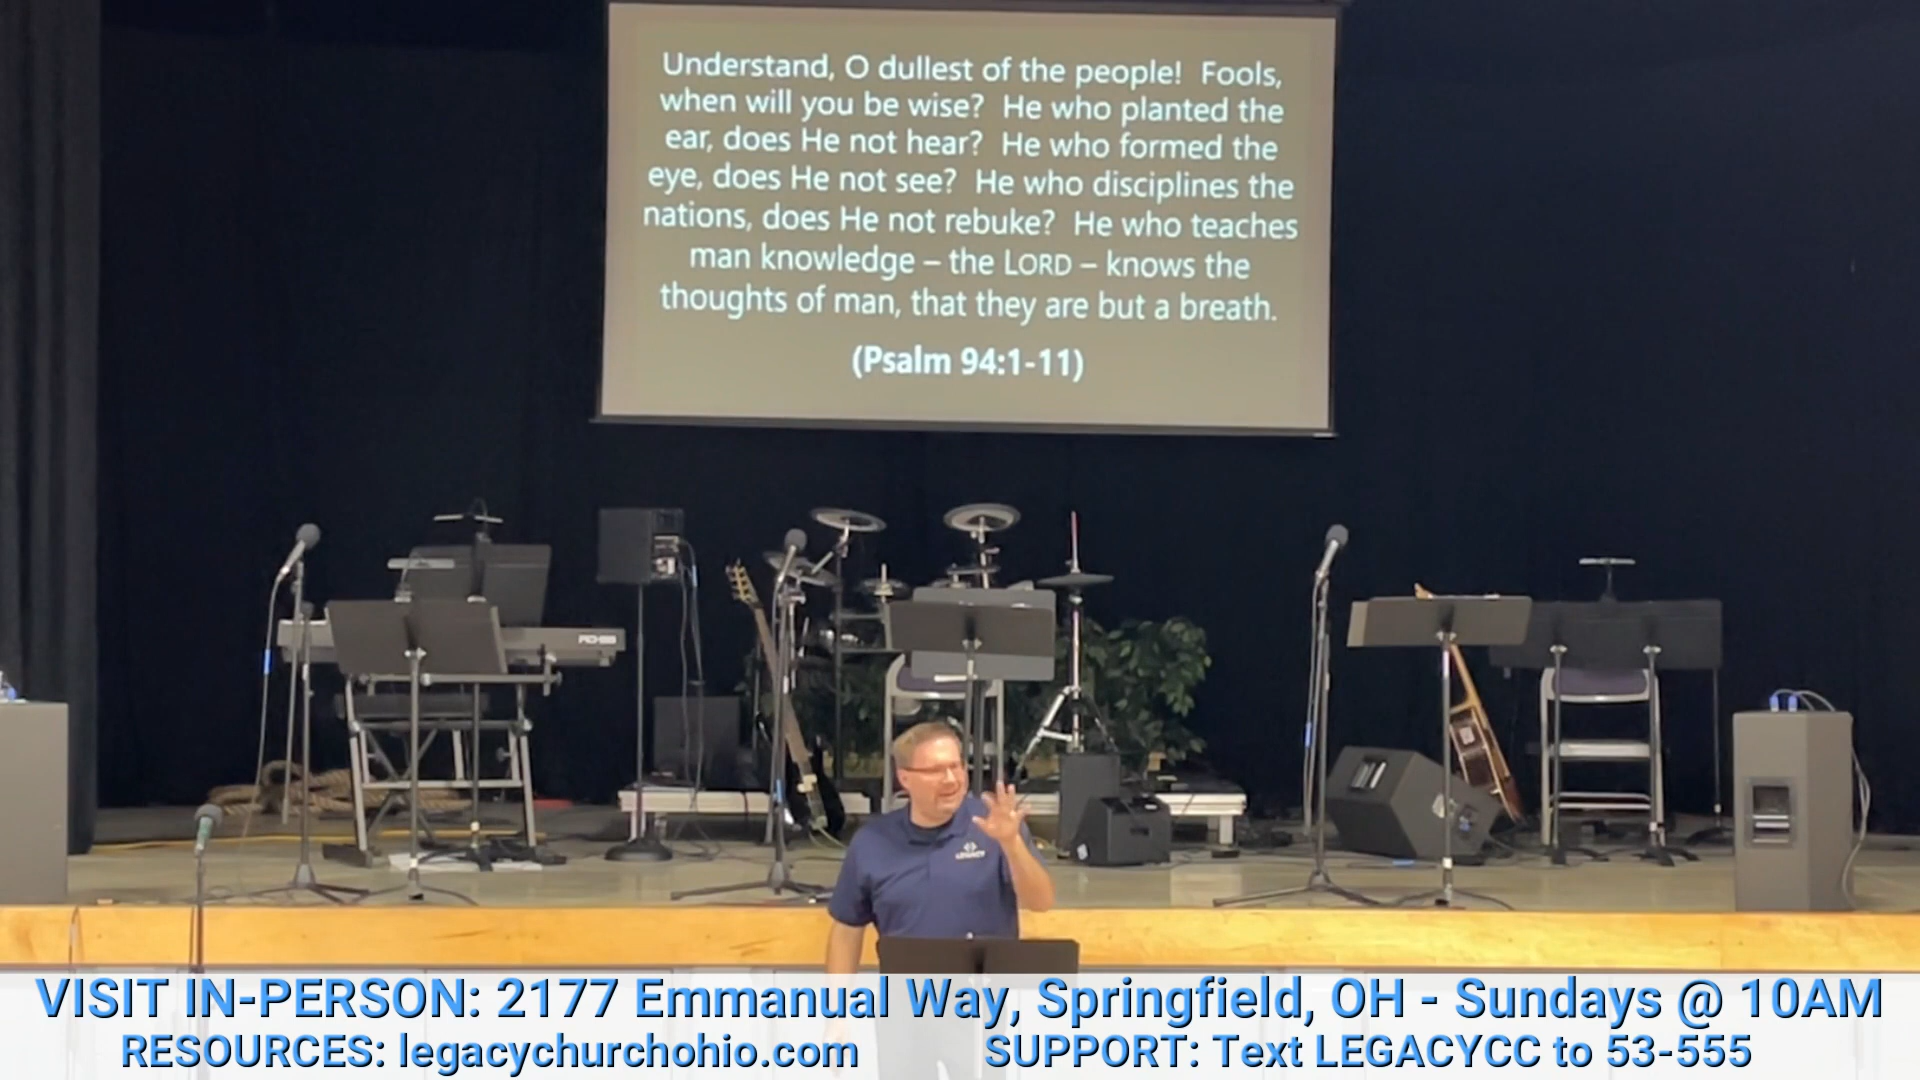 Understand, O dullest of the people!  Fools,
when will you be wise?  He who planted the
ear, does He not hear?  He who formed the
eye, does He not see?  He who disciplines the
nations, does He not rebuke?  He who teaches
man knowledge – the LORD – knows the
thoughts of man, that they are but a breath.
(Psalm 94:1-11)
LEGACY
VISIT IN-PERSON: 2177 Emmanual Way, Springfield, OH - Sundays @ 10AM
RESOURCES: legacychurchohio.com
SUPPORT: Text LEGACYCC to 53-555